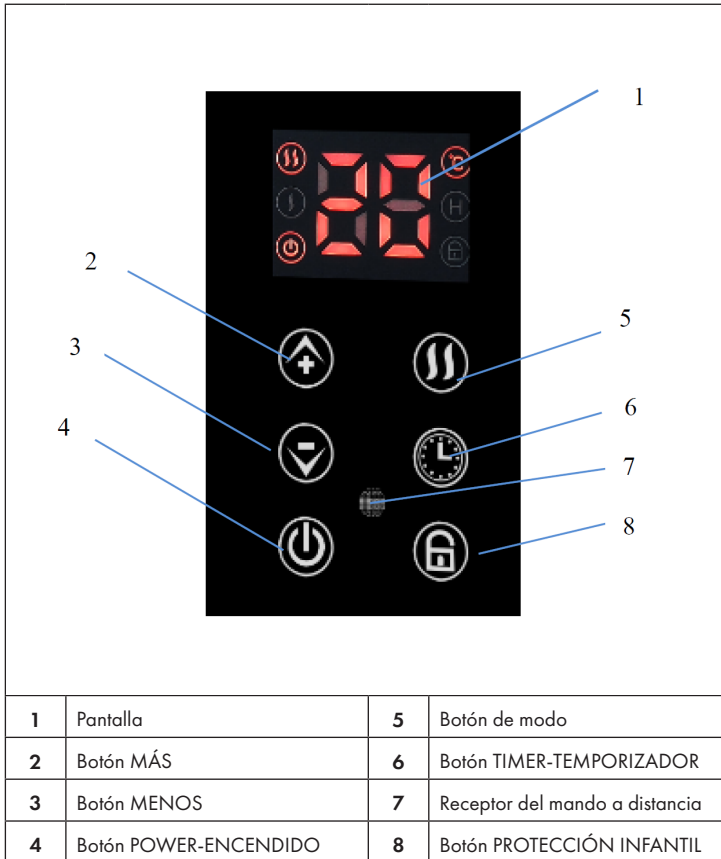 1
20
°C
H
2
3
4
5
6
7
8
1 Pantalla 5 Botón de modo
2 Botón MÁS 6 Botón TIMER-TEMPORIZADOR
3 Botón MENOS 7 Receptor del mando a distancia
4 Botón POWER-ENCENDIDO 8 Botón PROTECCIÓN INFANTIL